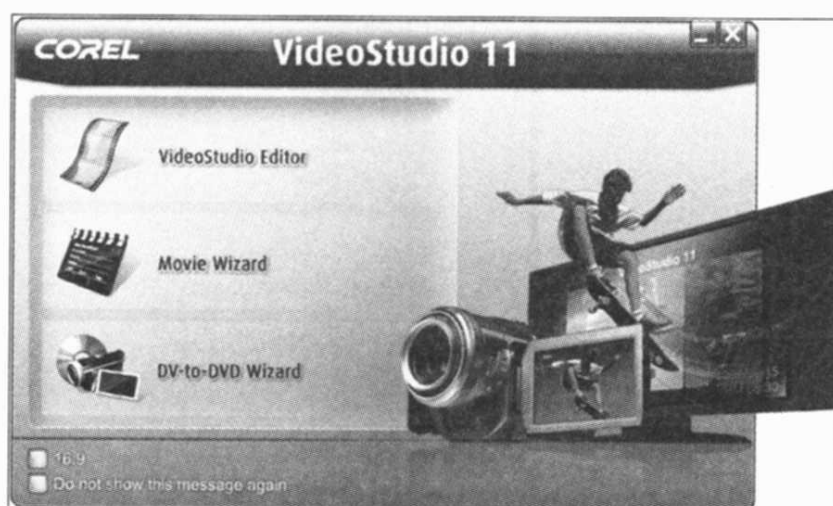 COREL
VideoStudio 11
VideoStudio Editor
Movie Wizard
DV-to-DVD Wizard
16:9
Do not show this message again